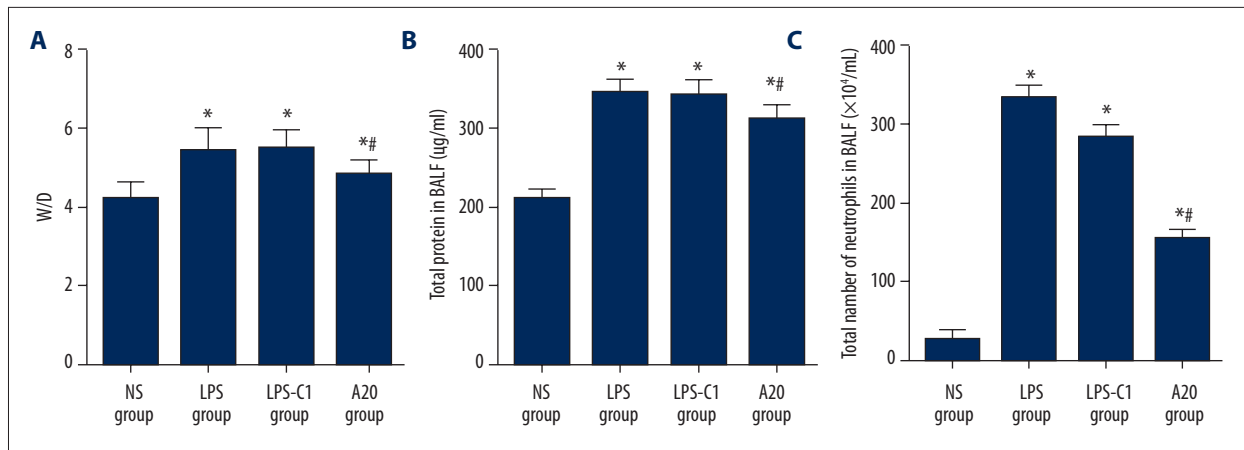 A
8
6
4
2
0
W/D
*
*
*#
NS
group
LPS
group
LPS-C1
group
A20
group
B
400
300
200
100
0
Total protein in BALF (ųg/ml)
*
*
*#
NS
group
LPS
group
LPS-C1
group
A20
group
C
400
300
200
100
0
Total namber of neutrophils in BALF (×10⁴/mL)
*
*
*#
NS
group
LPS
group
LPS-C1
group
A20
group